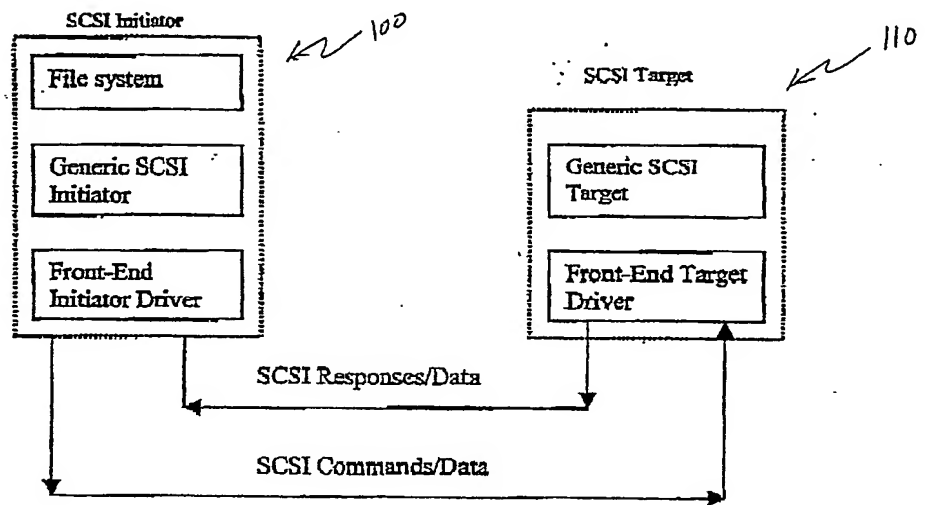 SCSI Initiator
100
File system
Generic SCSI
Initiator
Front-End
Initiator Driver
SCSI Target
110
Generic SCSI
Target
Front-End Target
Driver
SCSI Responses/Data
SCSI Commands/Data